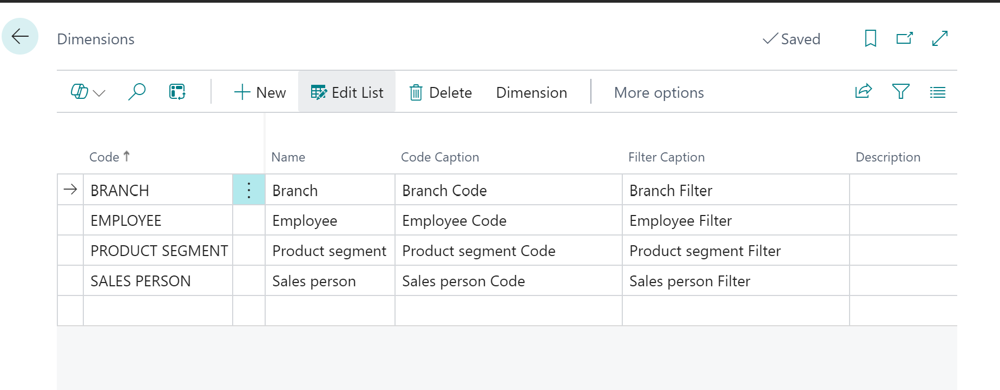 Dimensions Saved
New Edit List Delete Dimension More options
Code Name Code Caption Filter Caption Description
BRANCH Branch Branch Code Branch Filter
EMPLOYEE Employee Employee Code Employee Filter
PRODUCT SEGMENT Product segment Product segment Code Product segment Filter
SALES PERSON Sales person Sales person Code Sales person Filter